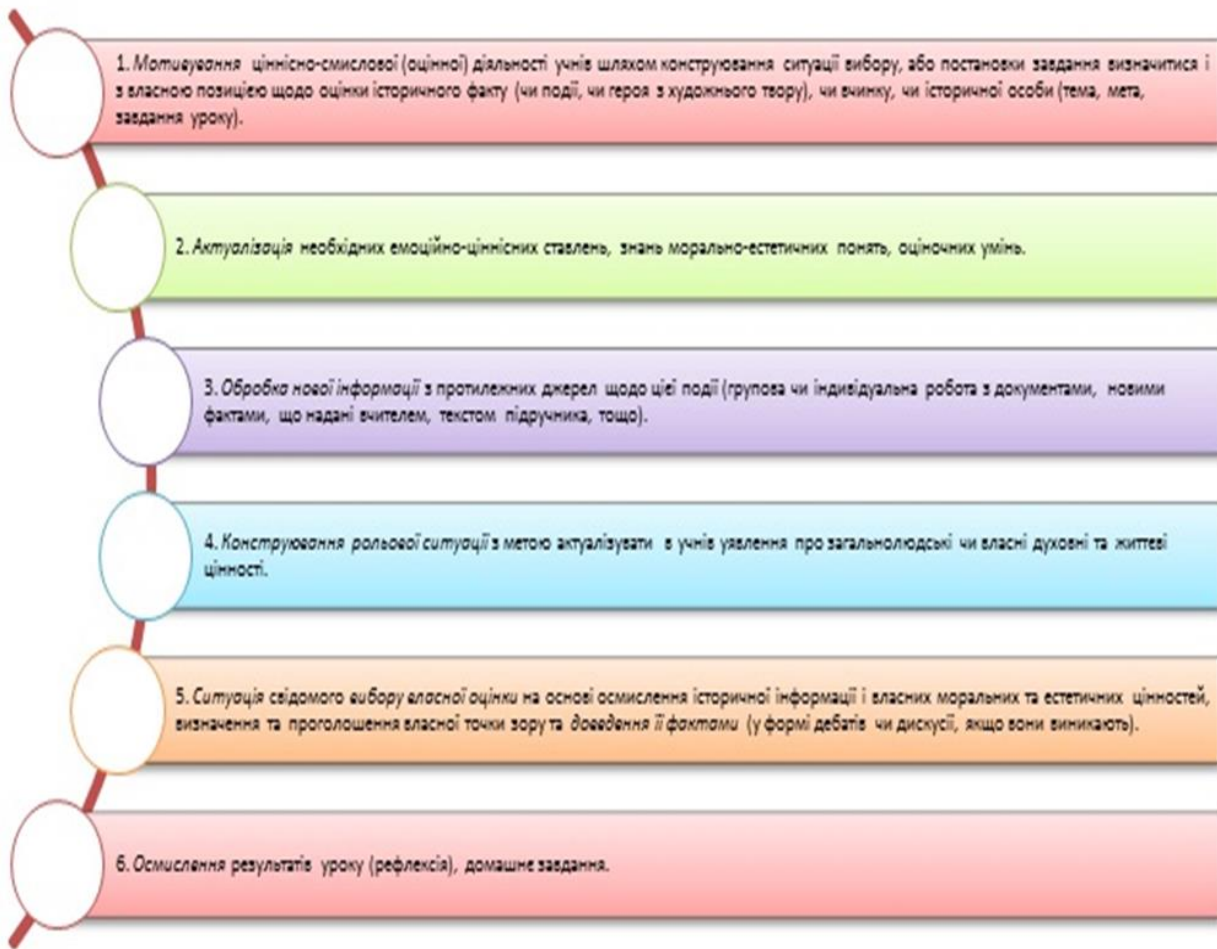 1. Мотивування ціннісно-смислової (оцінної) діяльності учнів шляхом конструювання ситуації вибору, або постановки завдання визначитися і
з власною позицією щодо оцінки історичного факту (чи події, чи героя з художнього твору), чи вчинку, чи історичної особи (тема, мета,
завдання уроку).
2. Актуалізація необхідних емоційно-ціннісних ставлень, знань морально-естетичних понять, оціночних умінь.
3. Обробка нової інформації з протилежних джерел щодо цієї події (групова чи індивідуальна робота з документами, новими
фактами, що надані вчителем, текстом підручника, тощо).
4. Конструювання рольової ситуації з метою актуалізувати в учнів уявлення про загальнолюдські чи власні духовні та життєві
цінності.
5. Ситуація свідомого вибору власної оцінки на основі осмислення історичної інформації і власних моральних та естетичних цінностей,
визначення та проголошення власної точки зору та доведення її фактами (у формі дебатів чи дискусії, якщо вони виникають).
6. Осмислення результатів уроку (рефлексія), домашнє завдання.